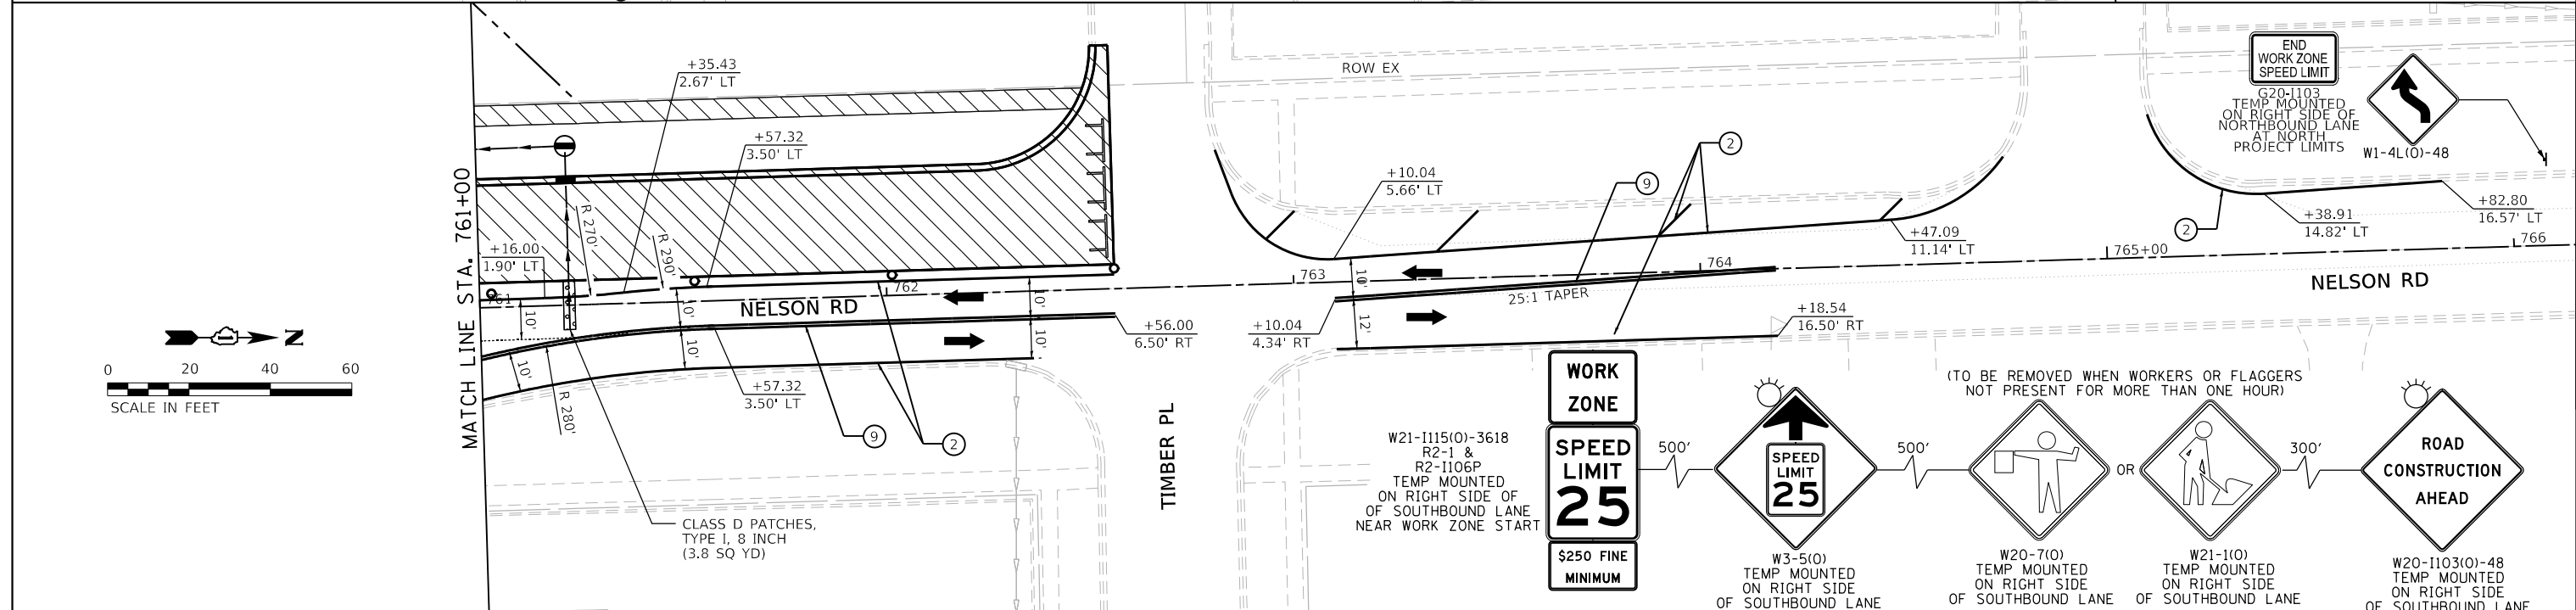 +35.43
2.67' LT
+57.32
3.50' LT
ROW EX
+10.04
5.66' LT
9
2
END
WORK ZONE
SPEED LIMIT
G20-I103
TEMP MOUNTED
ON RIGHT SIDE OF
NORTHBOUND LANE
AT NORTH
PROJECT LIMITS
W1-4L(O)-48
+82.80
16.57' LT
+38.91
14.82' LT
2
+47.09
11.14' LT
MATCH LINE STA. 761+00
+16.00
1.90' LT
R 270'
R 290'
761
762
763
764
765+00
766
NELSON RD
NELSON RD
10'
10'
10'
10'
10'
10'
10'
12'
25:1 TAPER
R 280'
+57.32
3.50' LT
+56.00
6.50' RT
+10.04
4.34' RT
+18.54
16.50' RT
9
2
N
0 20 40 60
SCALE IN FEET
CLASS D PATCHES,
TYPE I, 8 INCH
(3.8 SQ YD)
TIMBER PL
W21-I115(O)-3618
R2-1 &
R2-I106P
TEMP MOUNTED
ON RIGHT SIDE OF
OF SOUTHBOUND LANE
NEAR WORK ZONE START
WORK
ZONE
SPEED
LIMIT
25
$250 FINE
MINIMUM
500'
SPEED
LIMIT
25
W3-5(O)
TEMP MOUNTED
ON RIGHT SIDE
OF SOUTHBOUND LANE
500'
(TO BE REMOVED WHEN WORKERS OR FLAGGERS
NOT PRESENT FOR MORE THAN ONE HOUR)
W20-7(O)
TEMP MOUNTED
ON RIGHT SIDE
OF SOUTHBOUND LANE
OR
W21-1(O)
TEMP MOUNTED
ON RIGHT SIDE
OF SOUTHBOUND LANE
300'
ROAD
CONSTRUCTION
AHEAD
W20-I103(O)-48
TEMP MOUNTED
ON RIGHT SIDE
OF SOUTHBOUND LANE